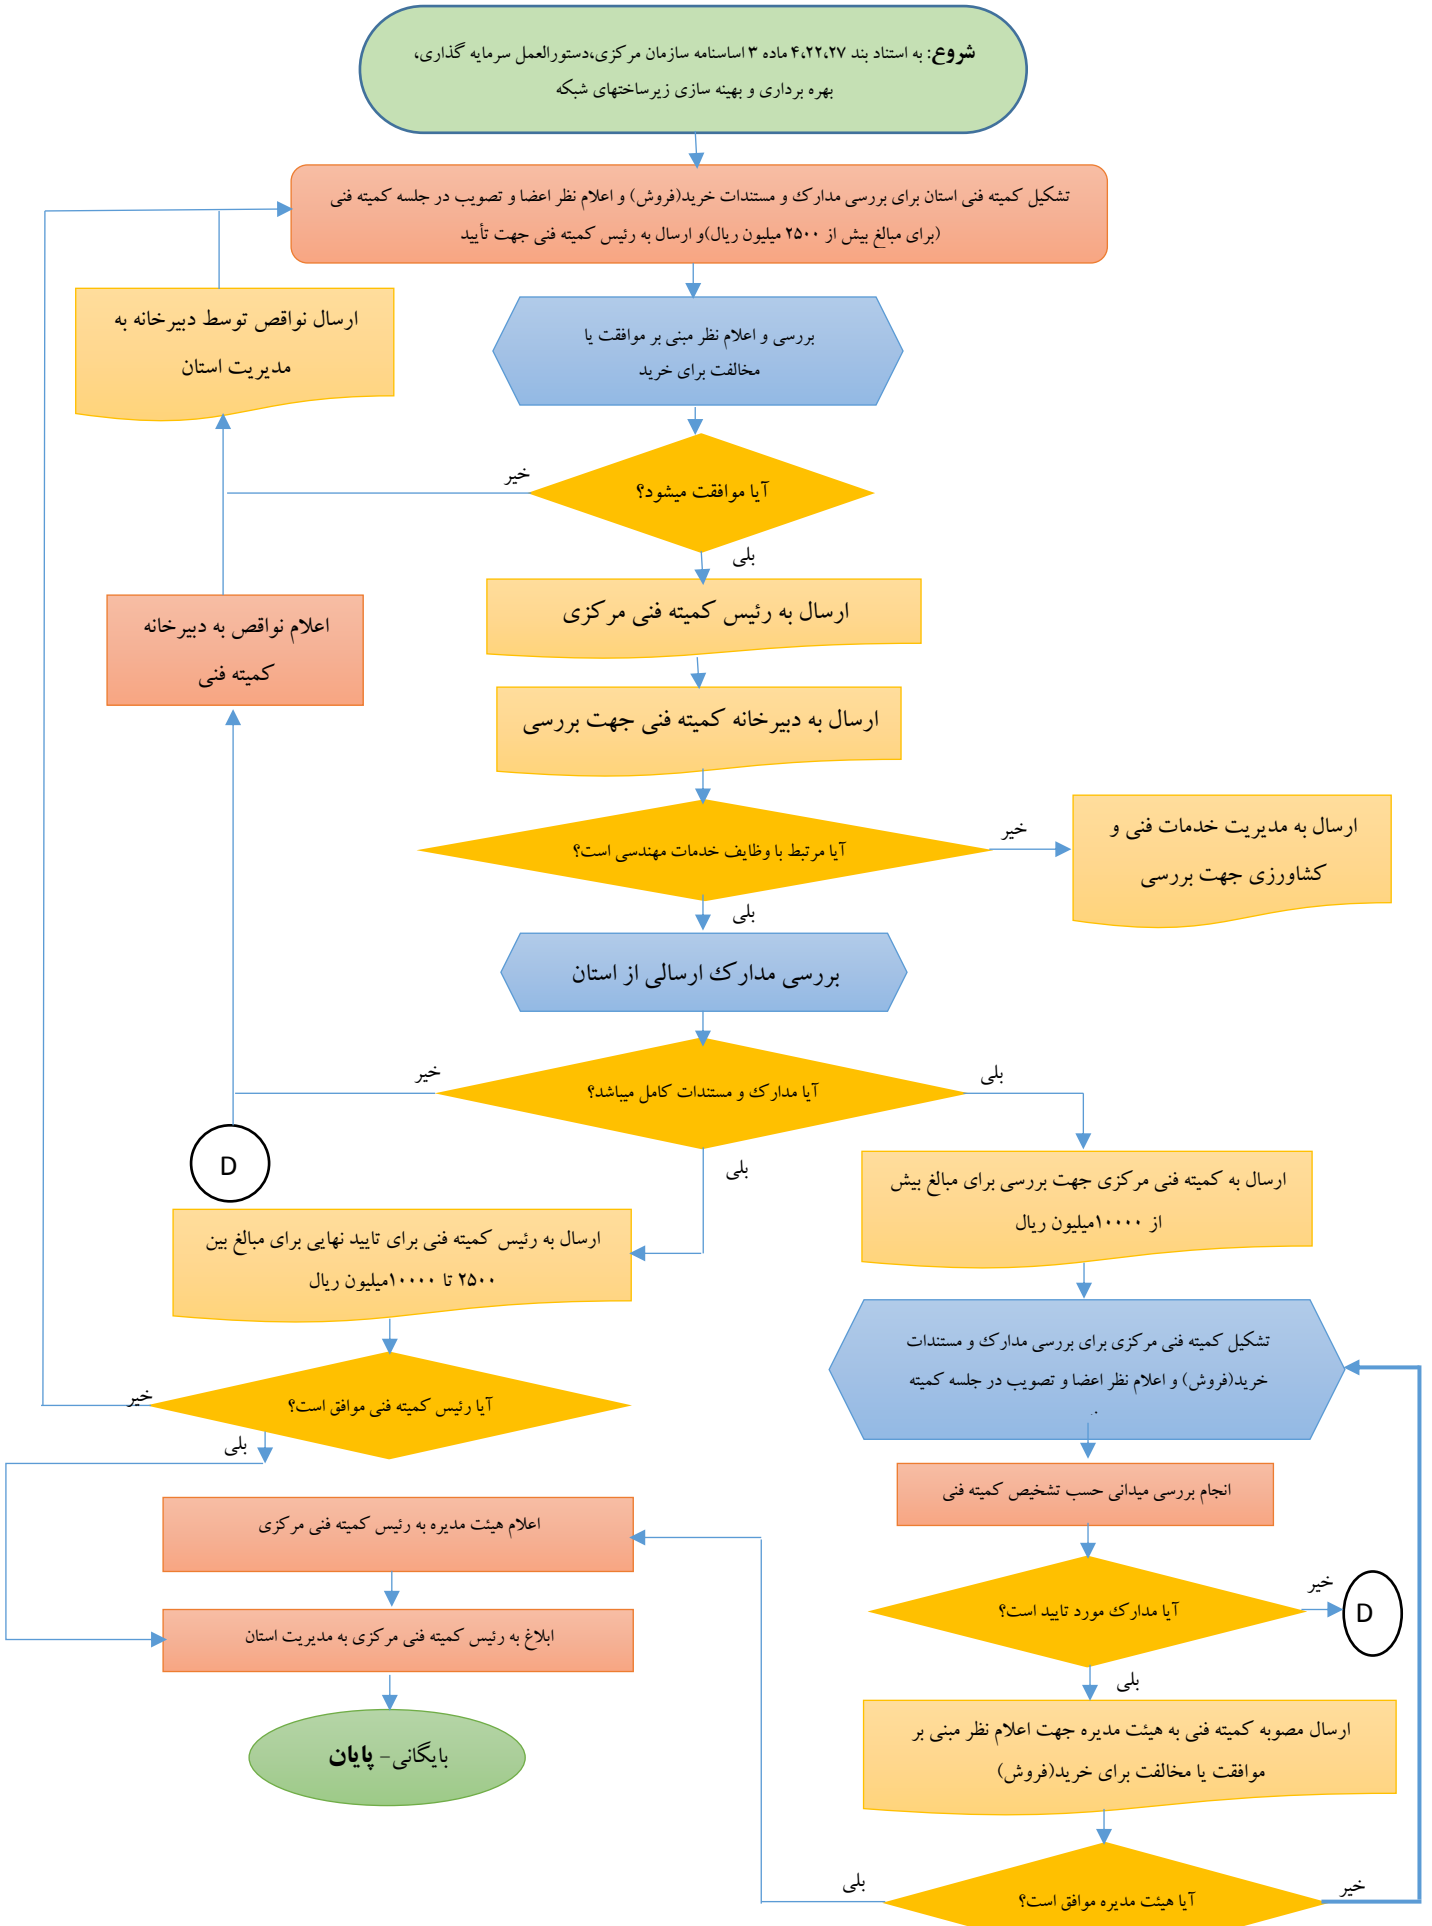 شروع: به استناد بند ۴،۲۲،۲۷ ماده ۳ اساسنامه سازمان مرکزی،دستورالعمل سرمایه گذاری،
بهره برداری و بهینه سازی زیرساختهای شبکه
تشکیل کمیته فنی استان برای بررسی مدارک و مستندات خرید(فروش) و اعلام نظر اعضا و تصویب در جلسه کمیته فنی
(برای مبالغ بیش از ۲۵۰۰ میلیون ریال)و ارسال به رئیس کمیته فنی جهت تأیید
ارسال نواقص توسط دبیرخانه به
مدیریت استان
بررسی و اعلام نظر مبنی بر موافقت یا
مخالفت برای خرید
خیر
آیا موافقت میشود؟
بلی
ارسال به رئیس کمیته فنی مرکزی
اعلام نواقص به دبیرخانه
کمیته فنی
ارسال به دبیرخانه کمیته فنی جهت بررسی
آیا مرتبط با وظایف خدمات مهندسی است؟
خیر
ارسال به مدیریت خدمات فنی و
کشاورزی جهت بررسی
بلی
بررسی مدارک ارسالی از استان
خیر
آیا مدارک و مستندات کامل میباشد؟
بلی
بلی
D
ارسال به کمیته فنی مرکزی جهت بررسی برای مبالغ بیش
از ۱۰۰۰۰میلیون ریال
ارسال به رئیس کمیته فنی برای تایید نهایی برای مبالغ بین
۲۵۰۰ تا ۱۰۰۰۰میلیون ریال
تشکیل کمیته فنی مرکزی برای بررسی مدارک و مستندات
خرید(فروش) و اعلام نظر اعضا و تصویب در جلسه کمیته
.
خیر
آیا رئیس کمیته فنی موافق است؟
بلی
انجام بررسی میدانی حسب تشخیص کمیته فنی
اعلام هیئت مدیره به رئیس کمیته فنی مرکزی
آیا مدارک مورد تایید است؟
خیر
D
ابلاغ به رئیس کمیته فنی مرکزی به مدیریت استان
بلی
ارسال مصوبه کمیته فنی به هیئت مدیره جهت اعلام نظر مبنی بر
موافقت یا مخالفت برای خرید(فروش)
بایگانی- پایان
بلی
آیا هیئت مدیره موافق است؟
خیر